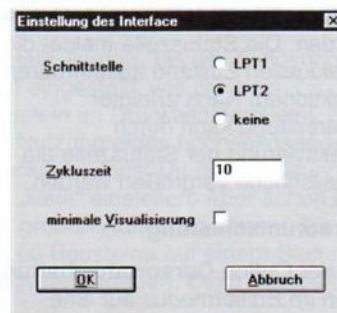 Einstellung des Interface
Schnittstelle
LPT1
LPT2
keine
Zykluszeit
10
minimale Visualisierung
OK
Abbruch